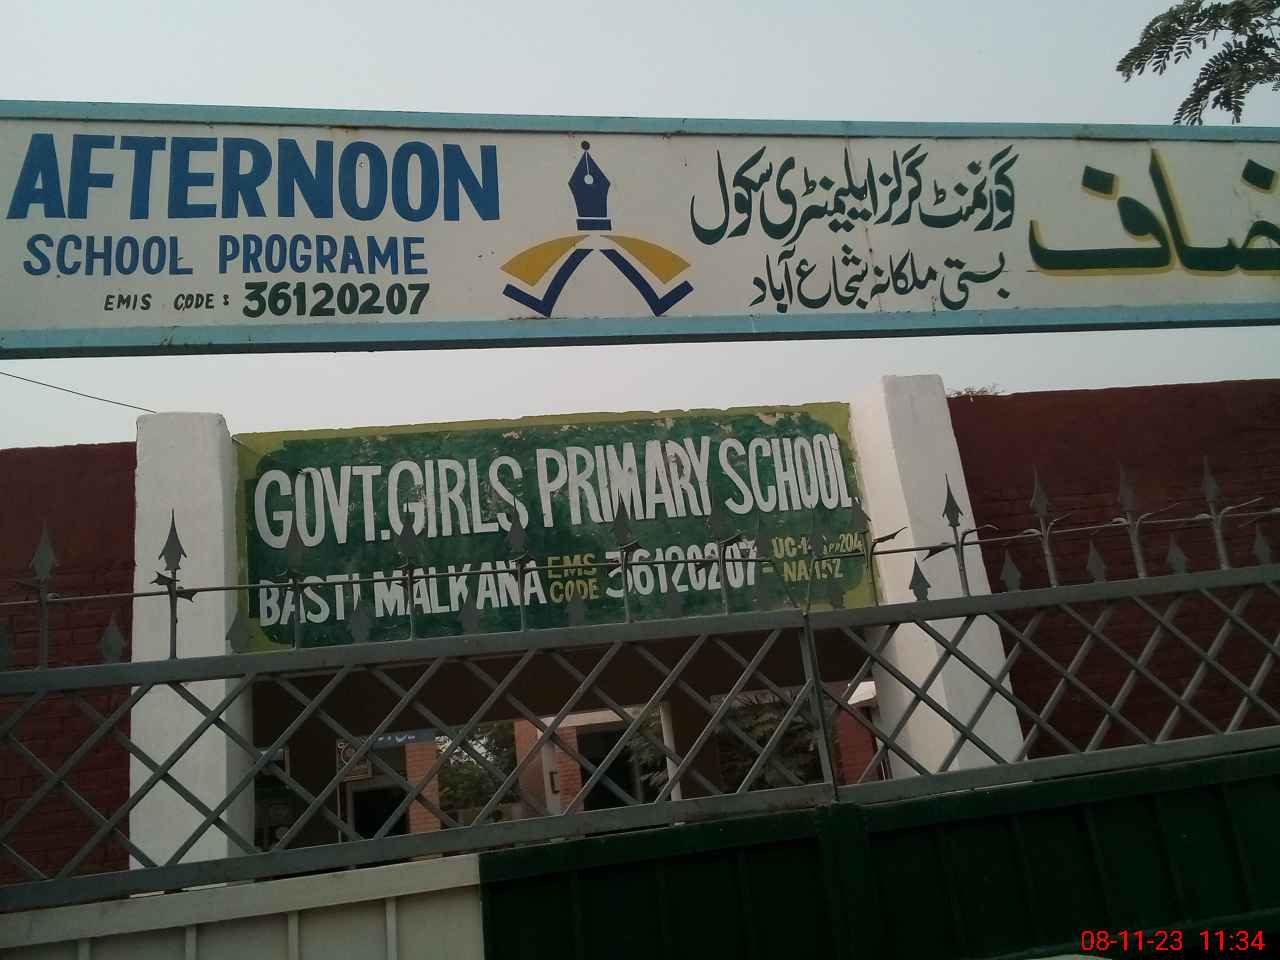 AFTERNOON
SCHOOL PROGRAME
EMIS CODE: 36120207
گورنمنٹ گرلز ایلیمنٹری سکول
بستی ملکانہ شجاع آباد
GOVT. GIRLS PRIMARY SCHOOL
BASTI MALKANA EMS CODE 36120207-
NA 152
08-11-23 11:34